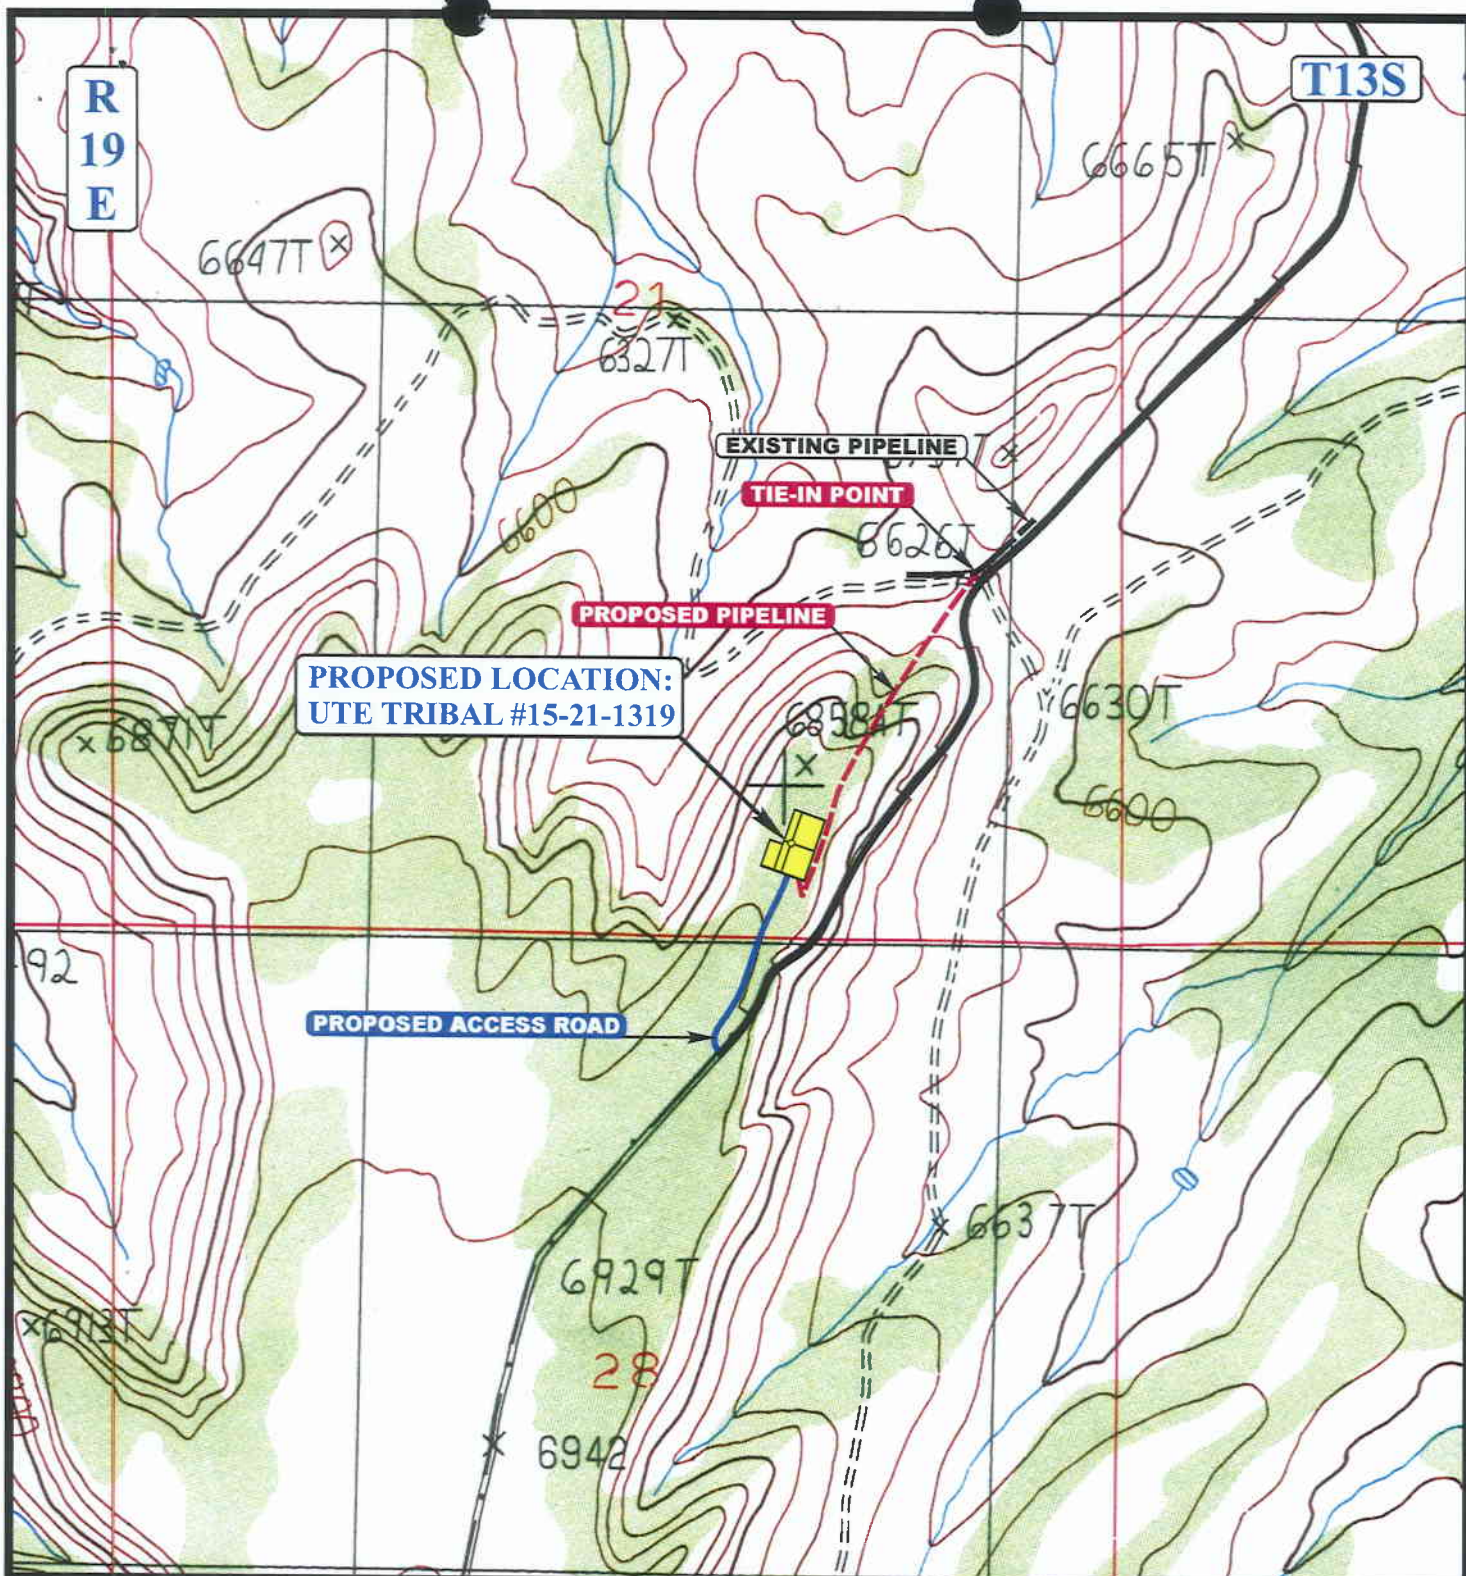 R
19
E
T13S
6665T
6647T
21
6327T
EXISTING PIPELINE
TIE-IN POINT
6600
6626T
PROPOSED PIPELINE
PROPOSED LOCATION:
UTE TRIBAL #15-21-1319
6871T
6630T
6600
92
PROPOSED ACCESS ROAD
6637T
6929T
6913T
28
6942